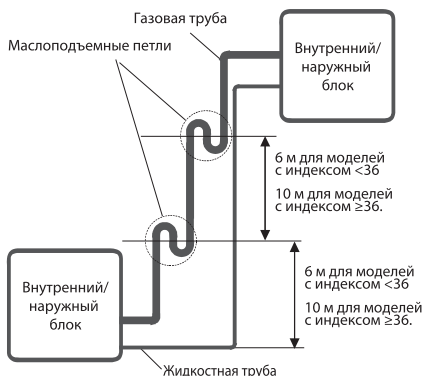 Газовая труба
Маслоподъемные петли
Внутренний/
наружный
блок
6 м для моделей
с индексом <36
10 м для моделей
с индексом ≥36.
6 м для моделей
с индексом <36
10 м для моделей
с индексом ≥36.
Внутренний/
наружный
блок
Жидкостная труба